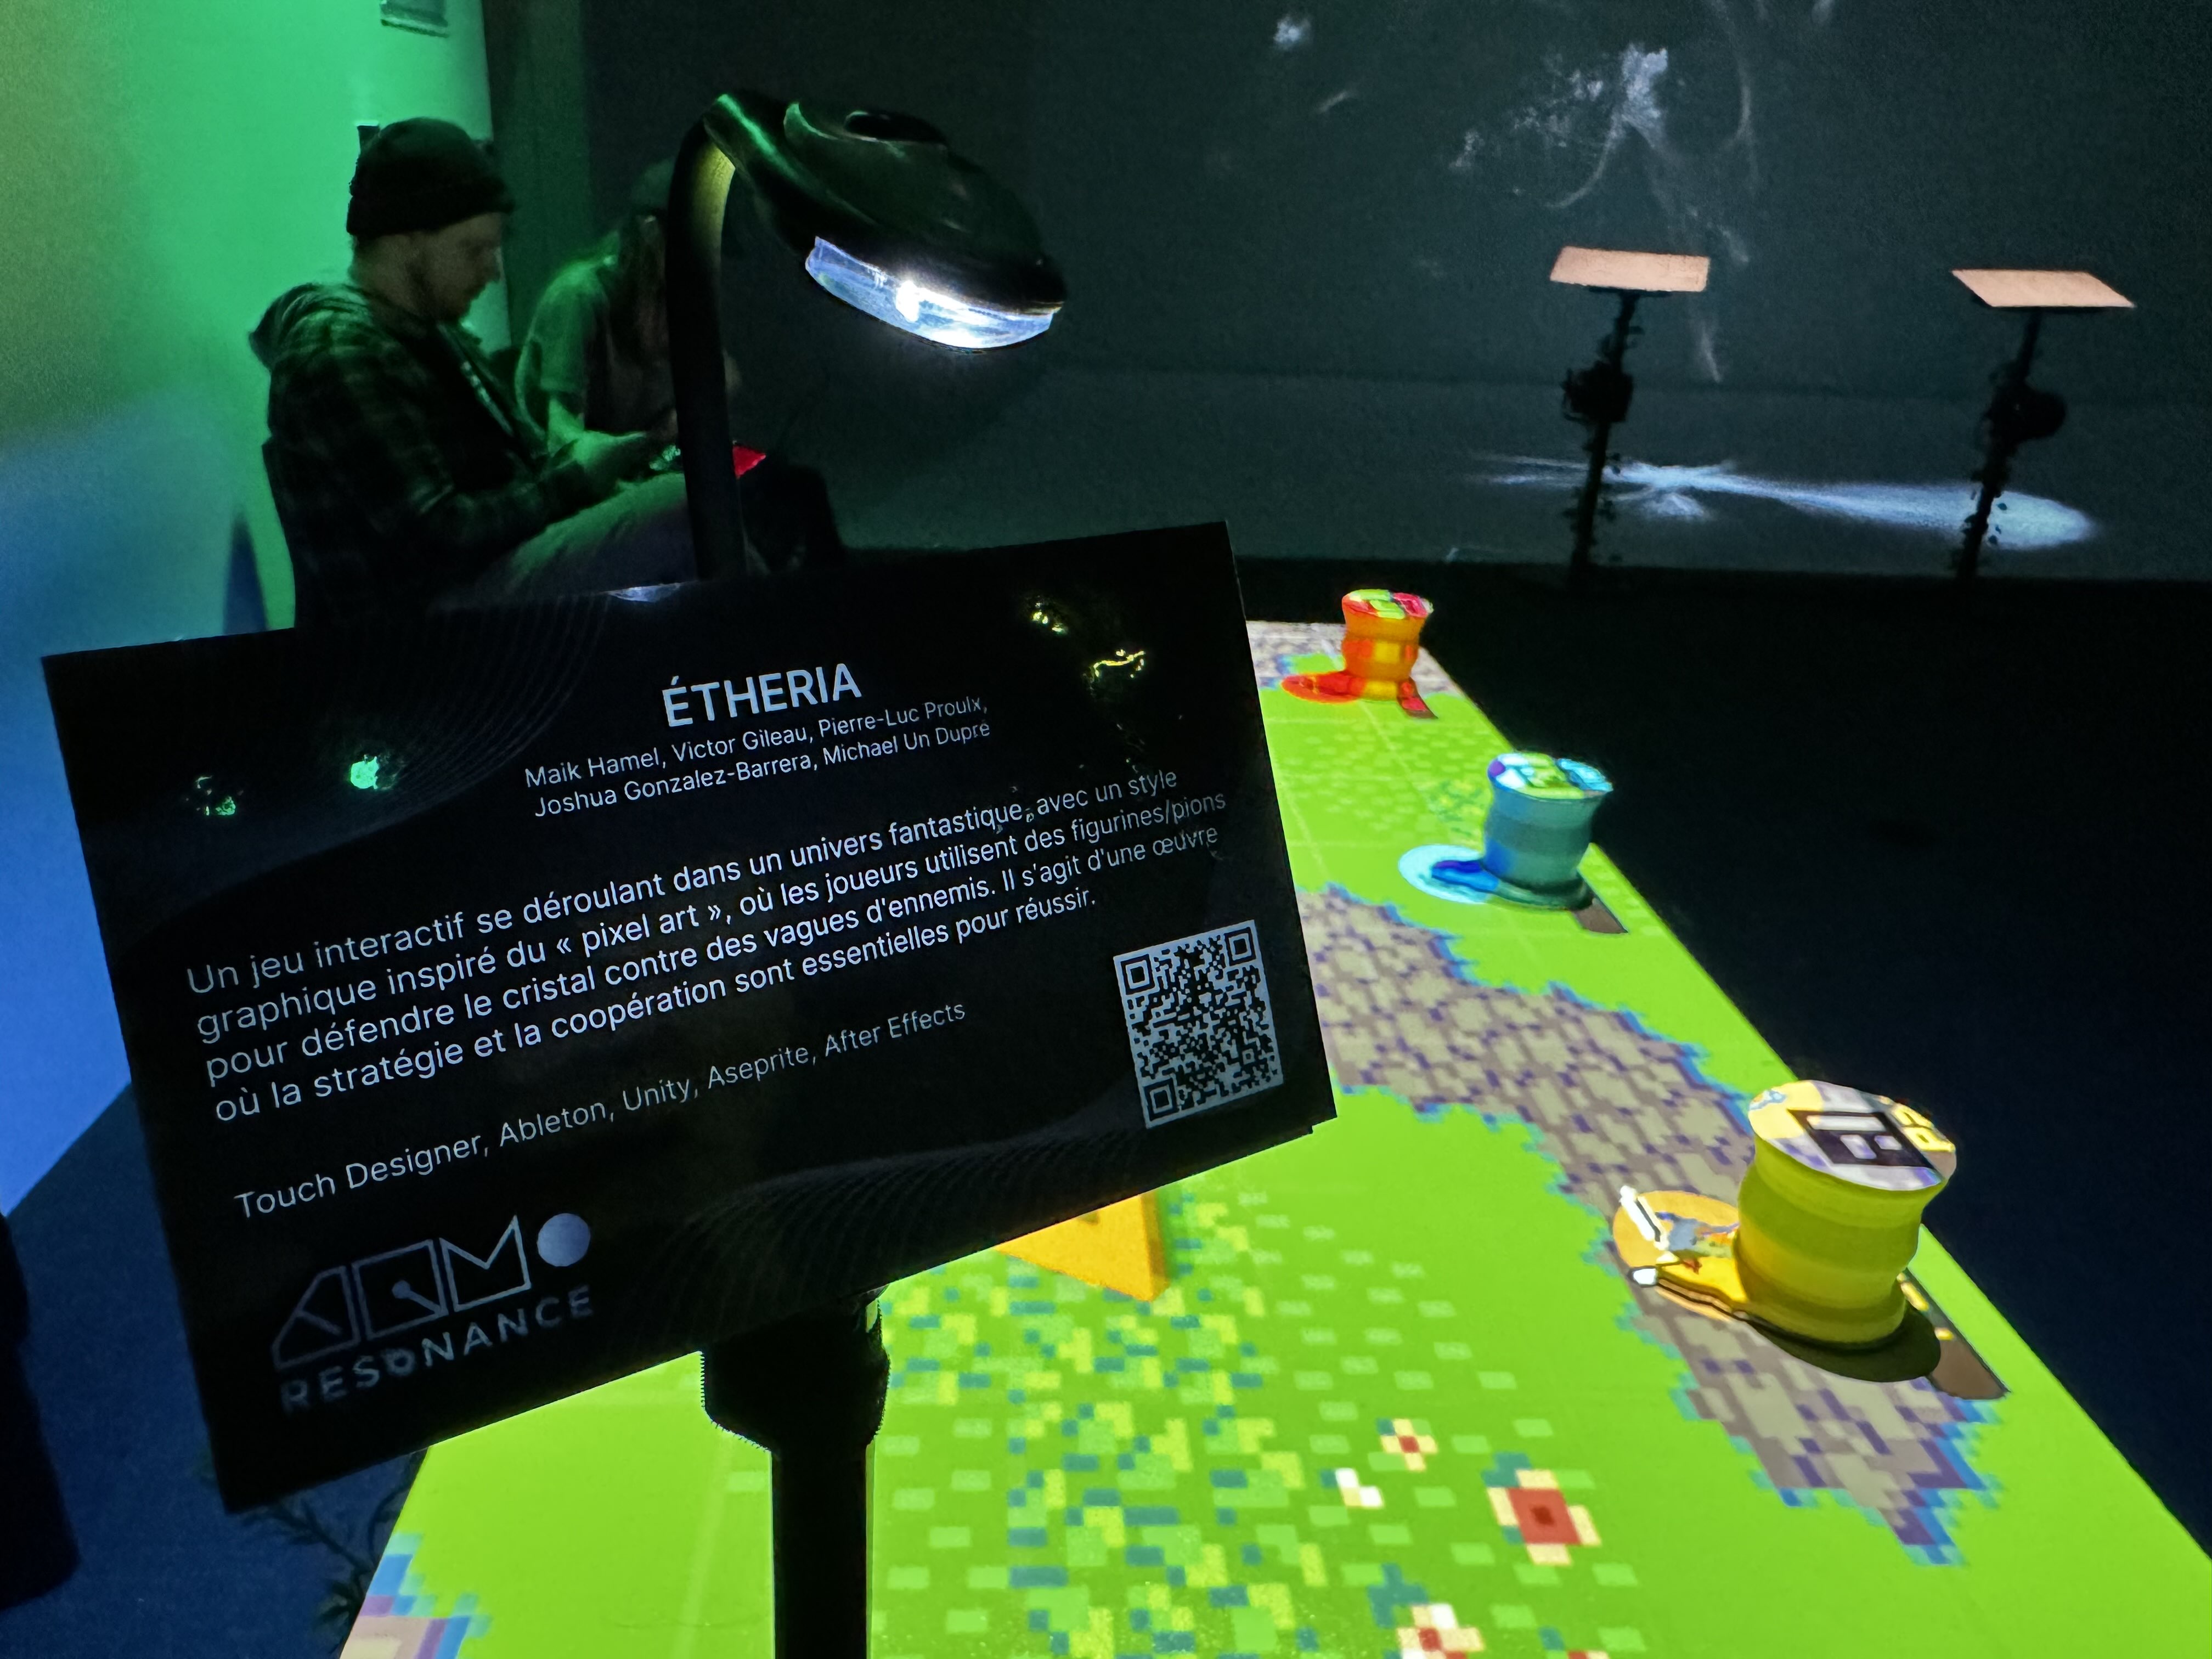 ÉTHERIA
Maik Hamel, Victor Gileau, Pierre-Luc Proulx,
Joshua Gonzalez-Barrera, Michael Un Dupré
Un jeu interactif se déroulant dans un univers fantastique, avec un style
graphique inspiré du « pixel art », où les joueurs utilisent des figurines/pions
pour défendre le cristal contre des vagues d'ennemis. Il s'agit d'une œuvre
où la stratégie et la coopération sont essentielles pour réussir.
Touch Designer, Ableton, Unity, Aseprite, After Effects
RESONANCE